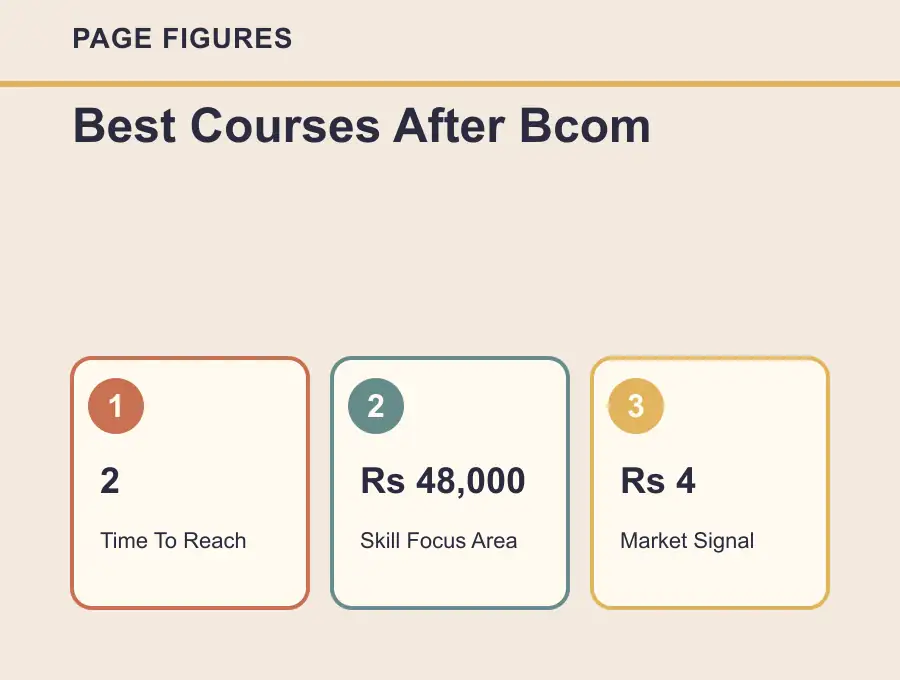 PAGE FIGURES
Best Courses After Bcom
1
2
Time To Reach
2
Rs 48,000
Skill Focus Area
3
Rs 4
Market Signal